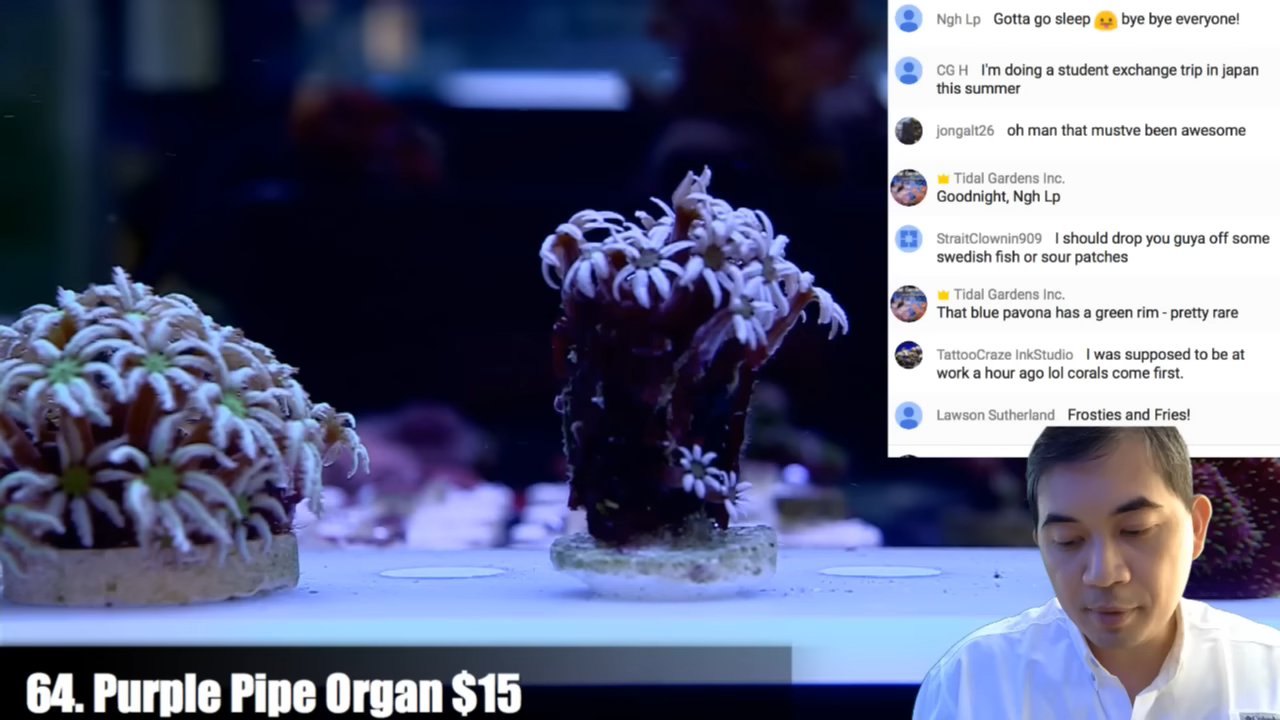 Ngh Lp Gotta go sleep bye bye everyone!
CG H I'm doing a student exchange trip in japan
this summer
jongalt26 oh man that mustve been awesome
Tidal Gardens Inc.
Goodnight, Ngh Lp
StraitClownin909 I should drop you guya off some
swedish fish or sour patches
Tidal Gardens Inc.
That blue pavona has a green rim - pretty rare
TattooCraze InkStudio I was supposed to be at
work a hour ago lol corals come first.
Lawson Sutherland Frosties and Fries!
64. Purple Pipe Organ $15